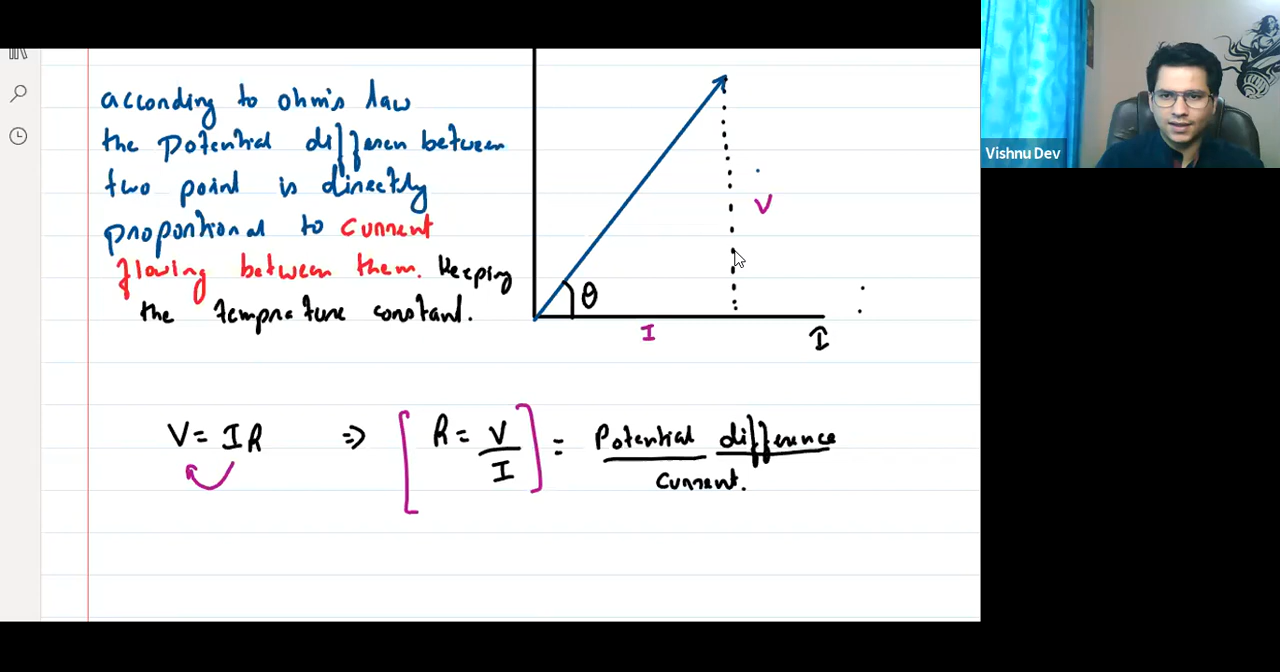 according to ohm's law
the potential differen between
two point is directly
proportional to current
flowing between them. Keeping
the temprature constant.
V
θ
I
I
V = IR ⇒ [R = V/I] = Potential difference / Current.
Vishnu Dev